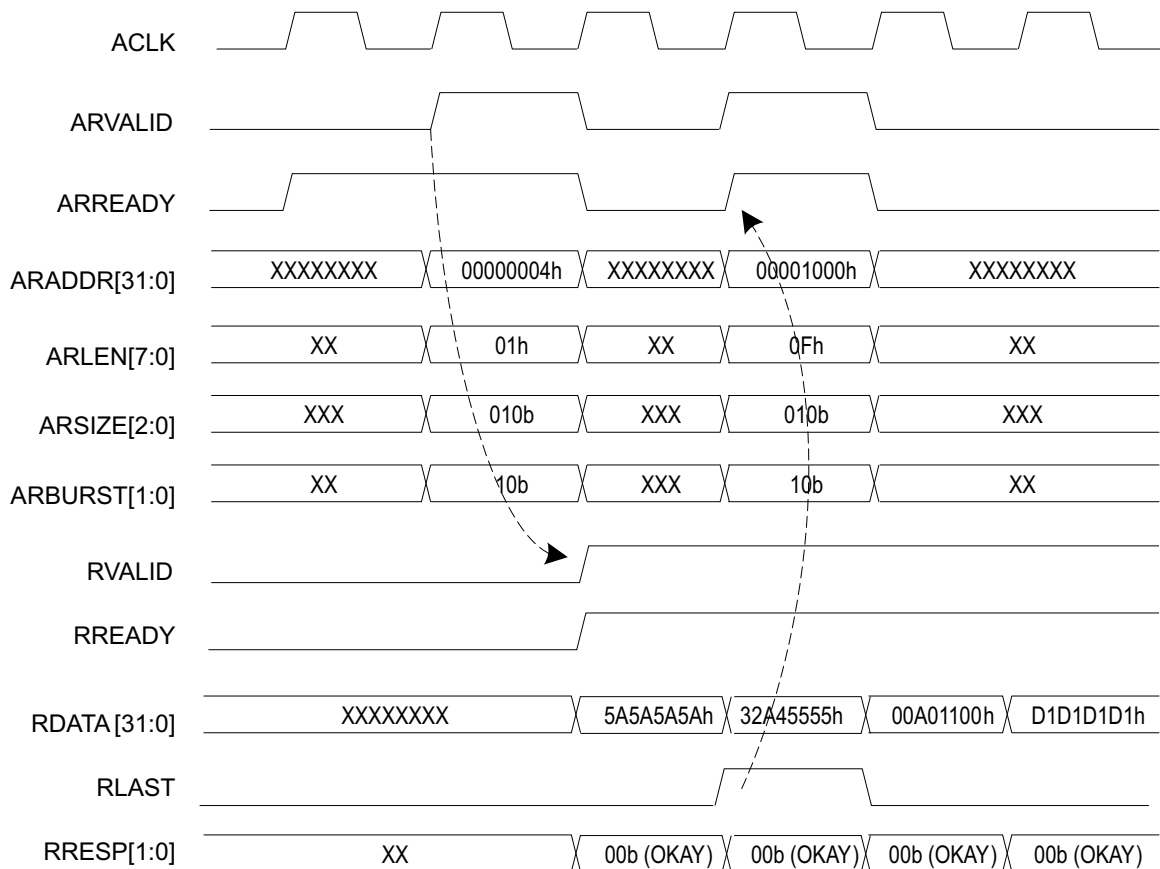 ACLK
ARVALID
ARREADY
ARADDR[31:0] XXXXXXXX 00000004h XXXXXXXX 00001000h XXXXXXXX
ARLEN[7:0] XX 01h XX 0Fh XX
ARSIZE[2:0] XXX 010b XXX 010b XXX
ARBURST[1:0] XX 10b XXX 10b XX
RVALID
RREADY
RDATA[31:0] XXXXXXXX 5A5A5A5Ah 32A45555h 00A01100h D1D1D1D1h
RLAST
RRESP[1:0] XX 00b (OKAY) 00b (OKAY) 00b (OKAY) 00b (OKAY)